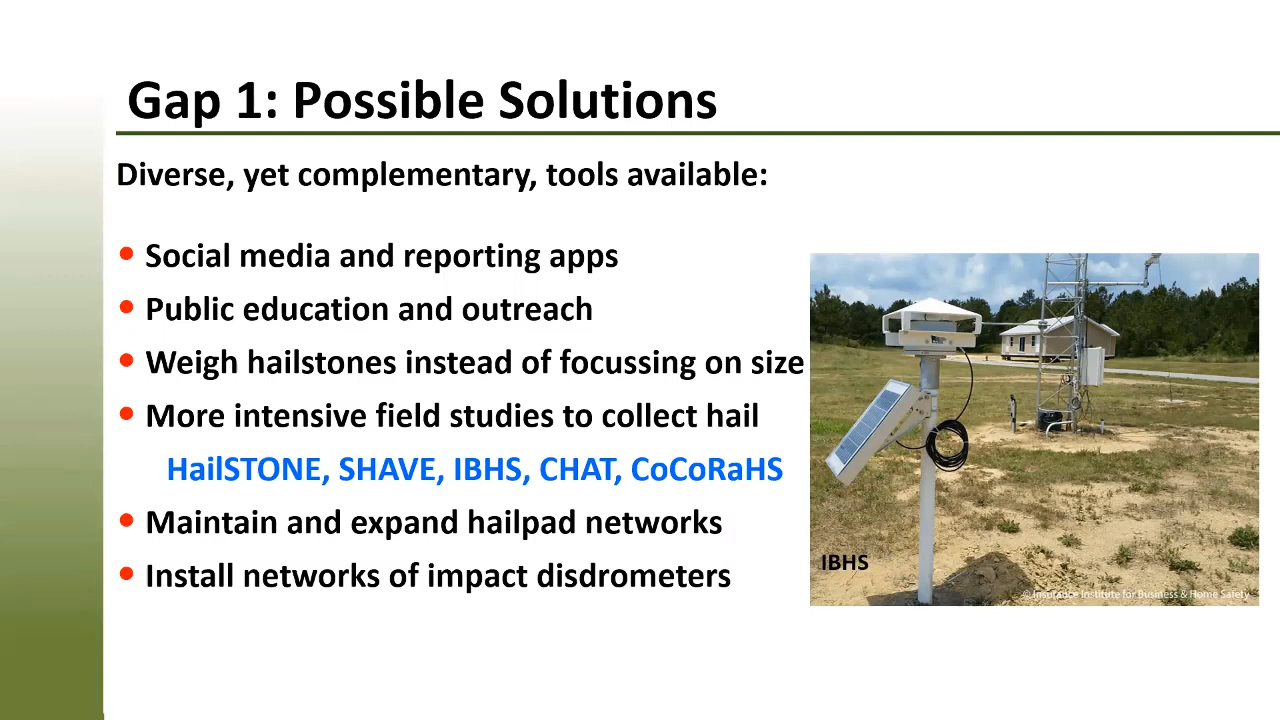 Gap 1: Possible Solutions
Diverse, yet complementary, tools available:
• Social media and reporting apps
• Public education and outreach
• Weigh hailstones instead of focussing on size
• More intensive field studies to collect hail
HailSTONE, SHAVE, IBHS, CHAT, CoCoRaHS
• Maintain and expand hailpad networks
• Install networks of impact disdrometers
IBHS
© Insurance Institute for Business & Home Safety